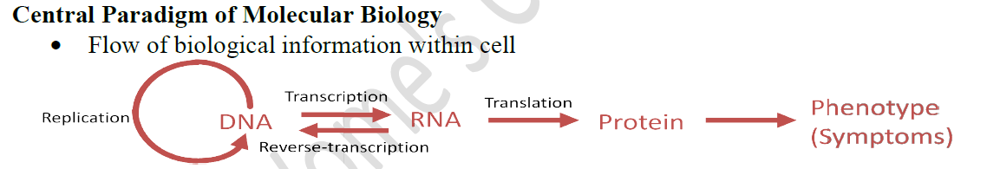 Central Paradigm of Molecular Biology
• Flow of biological information within cell
Replication
DNA
Transcription
Reverse-transcription
RNA
Translation
Protein
Phenotype
(Symptoms)